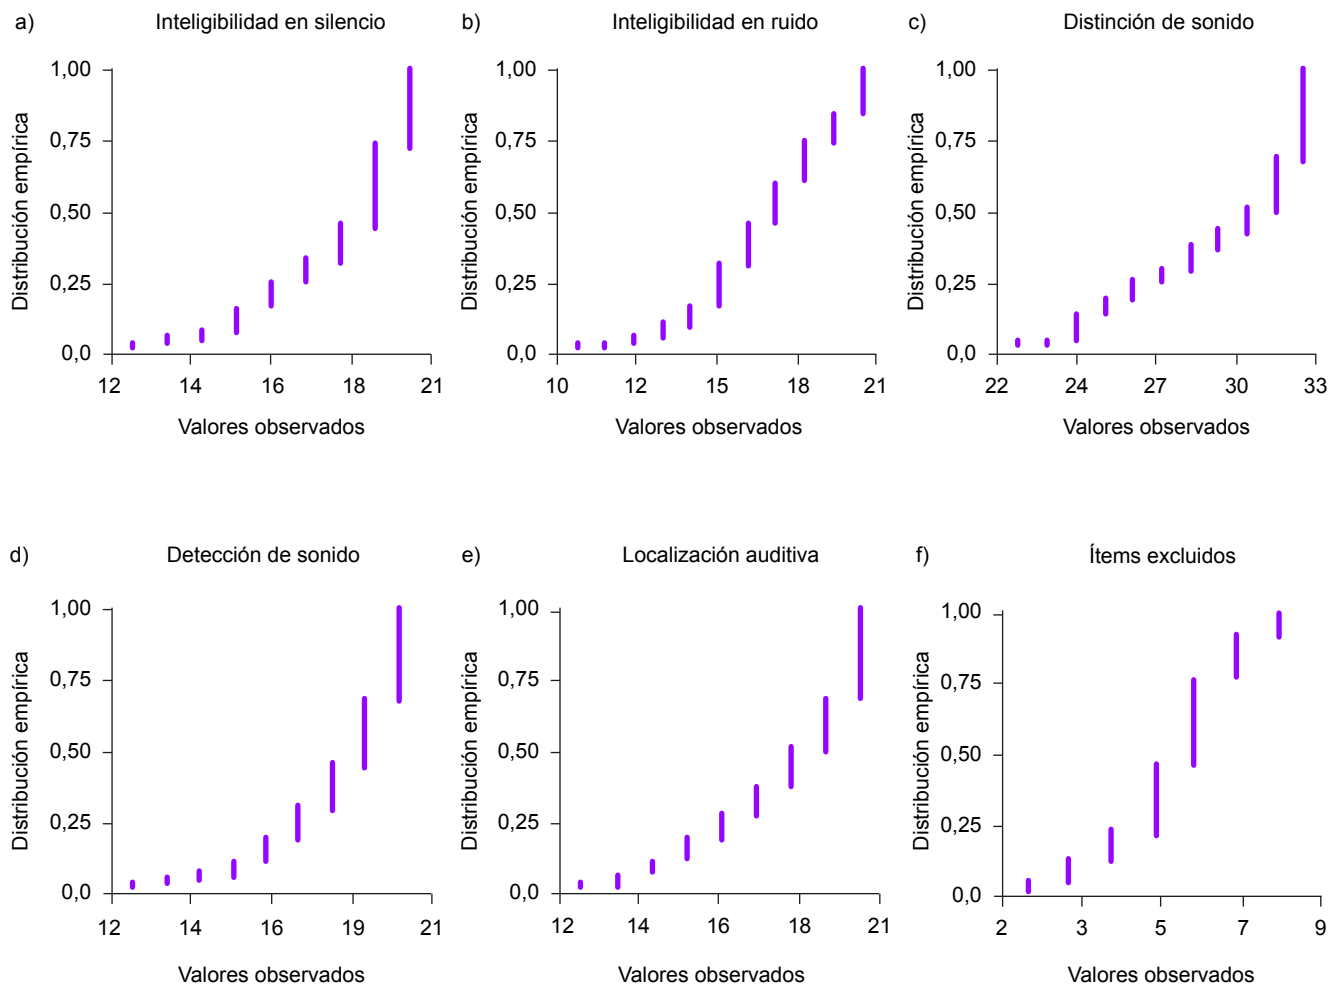 a) Inteligibilidad en silencio
Distribución empírica
1,00
0,75
0,50
0,25
0,0
12 14 16 18 21
Valores observados
b) Inteligibilidad en ruido
Distribución empírica
1,00
0,75
0,50
0,25
0,0
10 12 15 18 21
Valores observados
c) Distinción de sonido
Distribución empírica
1,00
0,75
0,50
0,25
0,0
22 24 27 30 33
Valores observados
d) Detección de sonido
Distribución empírica
1,00
0,75
0,50
0,25
0,0
12 14 16 19 21
Valores observados
e) Localización auditiva
Distribución empírica
1,00
0,75
0,50
0,25
0,0
12 14 16 18 21
Valores observados
f) Ítems excluidos
Distribución empírica
1,00
0,75
0,50
0,25
0,0
2 3 5 7 9
Valores observados